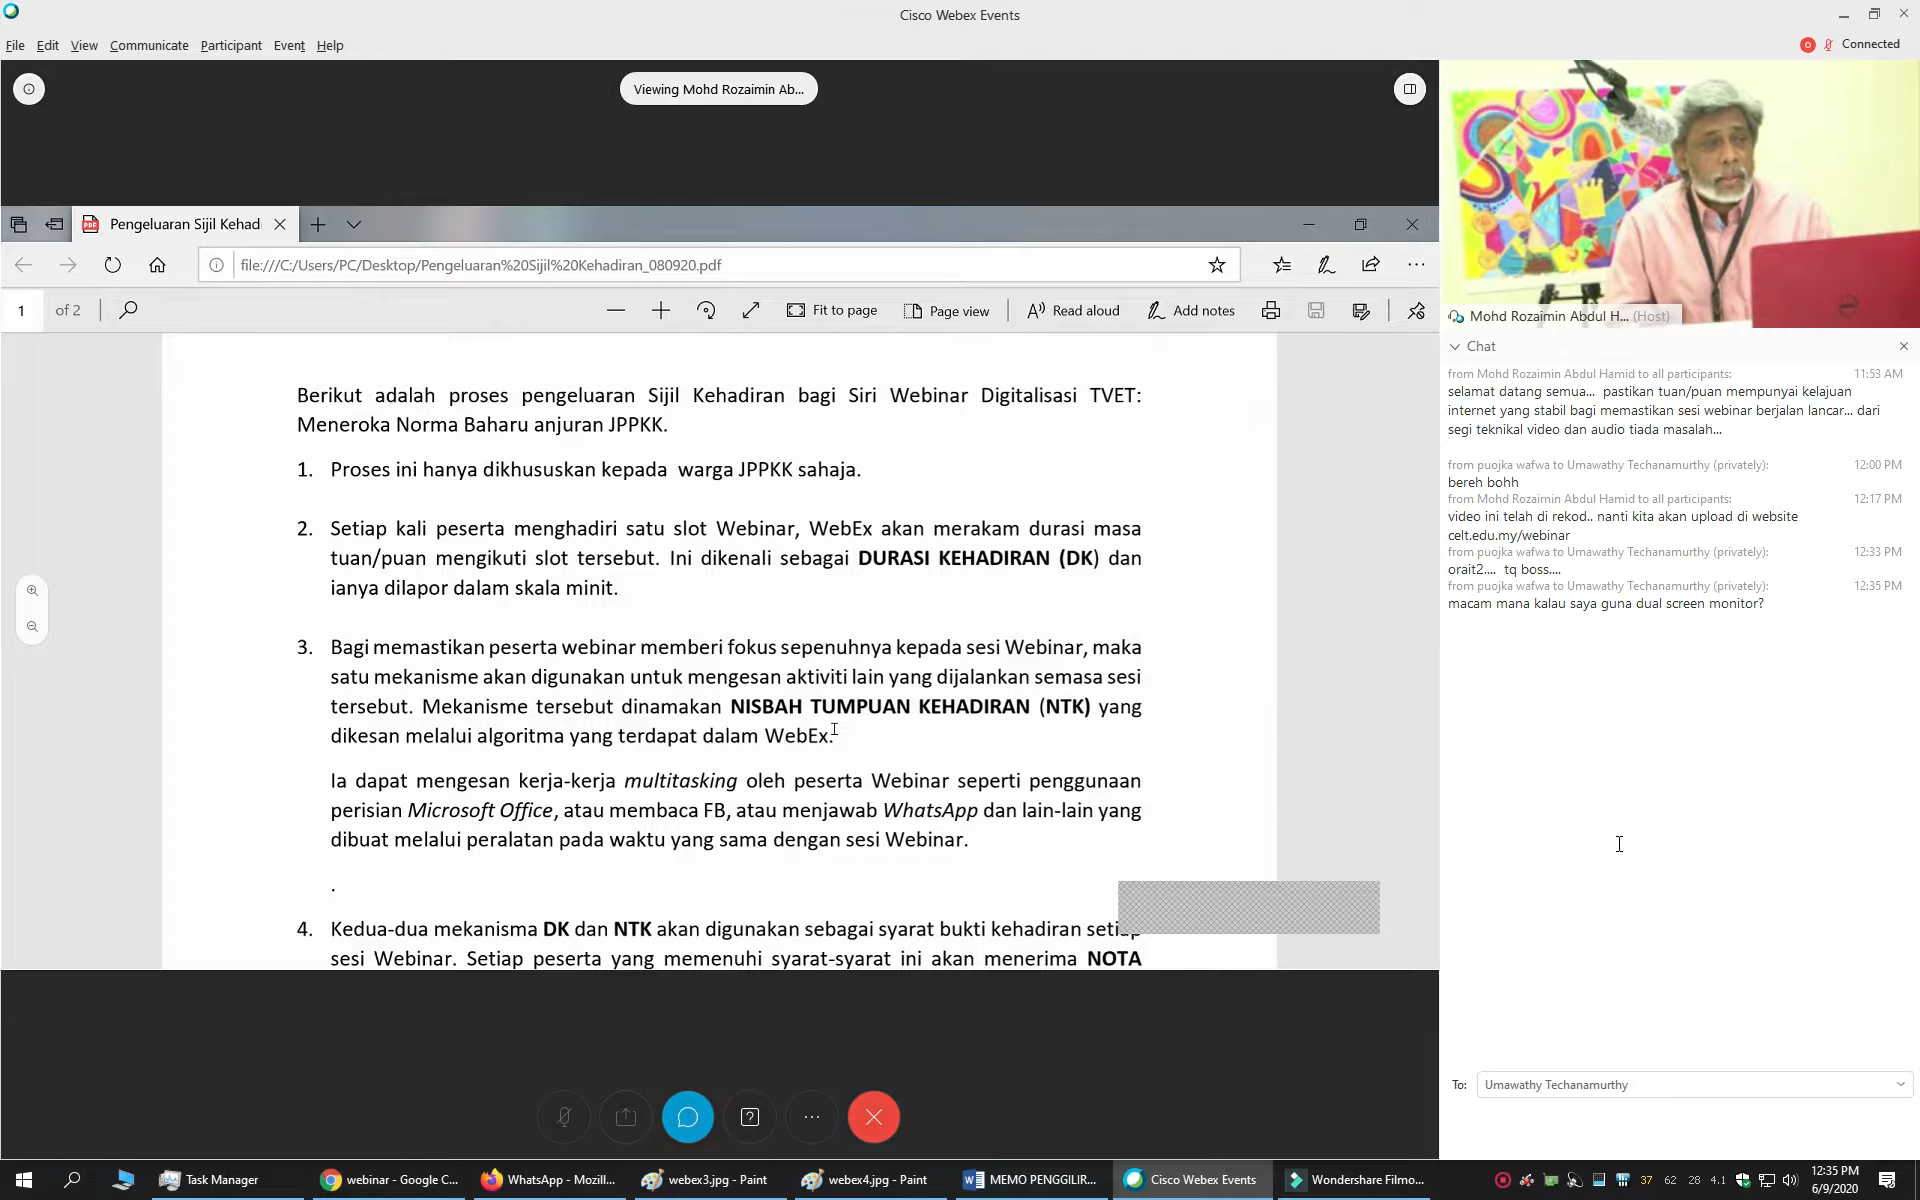 Cisco Webex Events
File Edit View Communicate Participant Event Help
Connected
Viewing Mohd Rozaimin Ab...
Pengeluaran Sijil Kehad
file:///C:/Users/PC/Desktop/Pengeluaran%20Sijil%20Kehadiran_080920.pdf
1 of 2
Fit to page Page view Read aloud Add notes
Berikut adalah proses pengeluaran Sijil Kehadiran bagi Siri Webinar Digitalisasi TVET:
Meneroka Norma Baharu anjuran JPPKK.
1. Proses ini hanya dikhususkan kepada warga JPPKK sahaja.
2. Setiap kali peserta menghadiri satu slot Webinar, WebEx akan merakam durasi masa
tuan/puan mengikuti slot tersebut. Ini dikenali sebagai DURASI KEHADIRAN (DK) dan
ianya dilapor dalam skala minit.
3. Bagi memastikan peserta webinar memberi fokus sepenuhnya kepada sesi Webinar, maka
satu mekanisme akan digunakan untuk mengesan aktiviti lain yang dijalankan semasa sesi
tersebut. Mekanisme tersebut dinamakan NISBAH TUMPUAN KEHADIRAN (NTK) yang
dikesan melalui algoritma yang terdapat dalam WebEx.
Ia dapat mengesan kerja-kerja multitasking oleh peserta Webinar seperti penggunaan
perisian Microsoft Office, atau membaca FB, atau menjawab WhatsApp dan lain-lain yang
dibuat melalui peralatan pada waktu yang sama dengan sesi Webinar.
.
4. Kedua-dua mekanisma DK dan NTK akan digunakan sebagai syarat bukti kehadiran setiap
sesi Webinar. Setiap peserta yang memenuhi syarat-syarat ini akan menerima NOTA
Mohd Rozaimin Abdul H... (Host)
Chat
from Mohd Rozaimin Abdul Hamid to all participants: 11:53 AM
selamat datang semua... pastikan tuan/puan mempunyai kelajuan
internet yang stabil bagi memastikan sesi webinar berjalan lancar... dari
segi teknikal video dan audio tiada masalah...
from puojka wafwa to Umawathy Techanamurthy (privately): 12:00 PM
bereh bohh
from Mohd Rozaimin Abdul Hamid to all participants: 12:17 PM
video ini telah di rekod.. nanti kita akan upload di website
celt.edu.my/webinar
from puojka wafwa to Umawathy Techanamurthy (privately): 12:33 PM
orait2.... tq boss....
from puojka wafwa to Umawathy Techanamurthy (privately): 12:35 PM
macam mana kalau saya guna dual screen monitor?
To: Umawathy Techanamurthy
Task Manager webinar - Google C... WhatsApp - Mozill... webex3.jpg - Paint webex4.jpg - Paint MEMO PENGGILIR... Cisco Webex Events Wondershare Filmo...
37 62 28 4.1
12:35 PM
6/9/2020